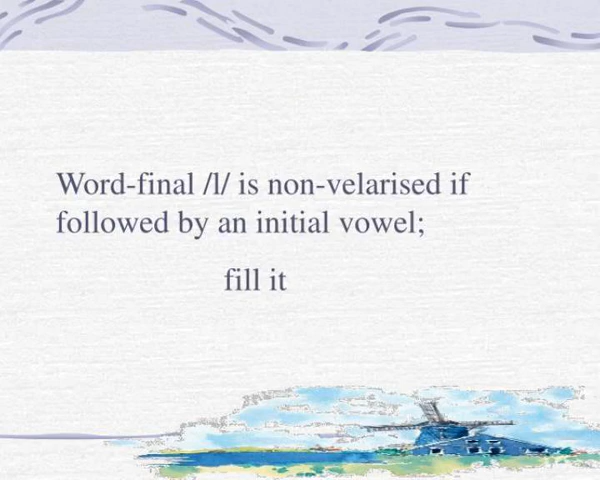 Word-final /l/ is non-velarised if
followed by an initial vowel;
fill it